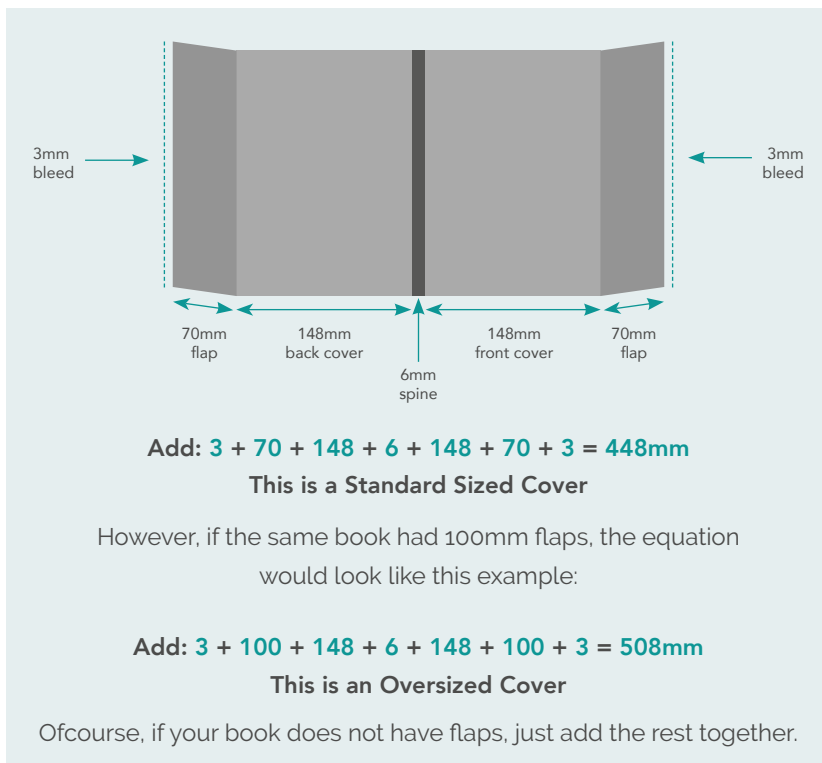 3mm
bleed
3mm
bleed
70mm
flap
148mm
back cover
6mm
spine
148mm
front cover
70mm
flap
Add: 3 + 70 + 148 + 6 + 148 + 70 + 3 = 448mm
This is a Standard Sized Cover
However, if the same book had 100mm flaps, the equation
would look like this example:
Add: 3 + 100 + 148 + 6 + 148 + 100 + 3 = 508mm
This is an Oversized Cover
Ofcourse, if your book does not have flaps, just add the rest together.